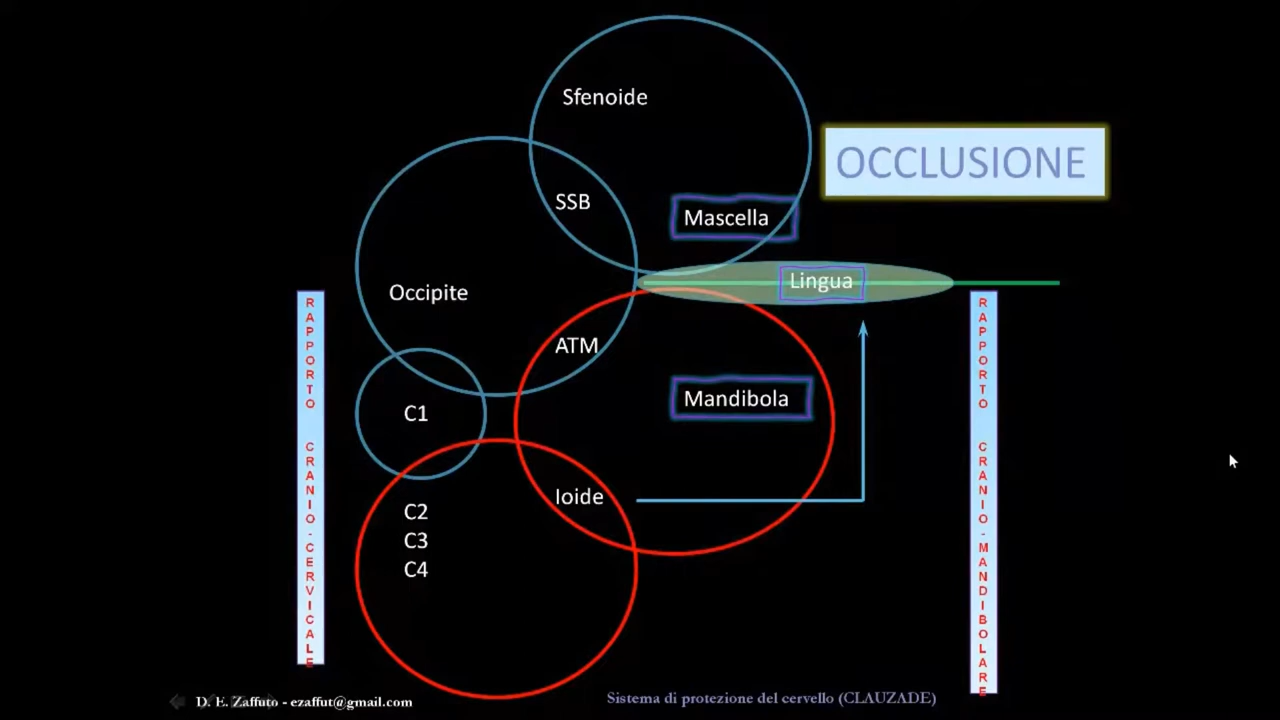 Sfenoide
OCCLUSIONE
SSB
Mascella
Lingua
Occipite
RAPPORTO CRANIO-CERVICALE
RAPPORTO CRANIO-MANDIBOLARE
ATM
Mandibola
C1
Ioide
C2
C3
C4
D. E. Zaffuto - ezaffut@gmail.com
Sistema di protezione del cervello (CLAUZADE)